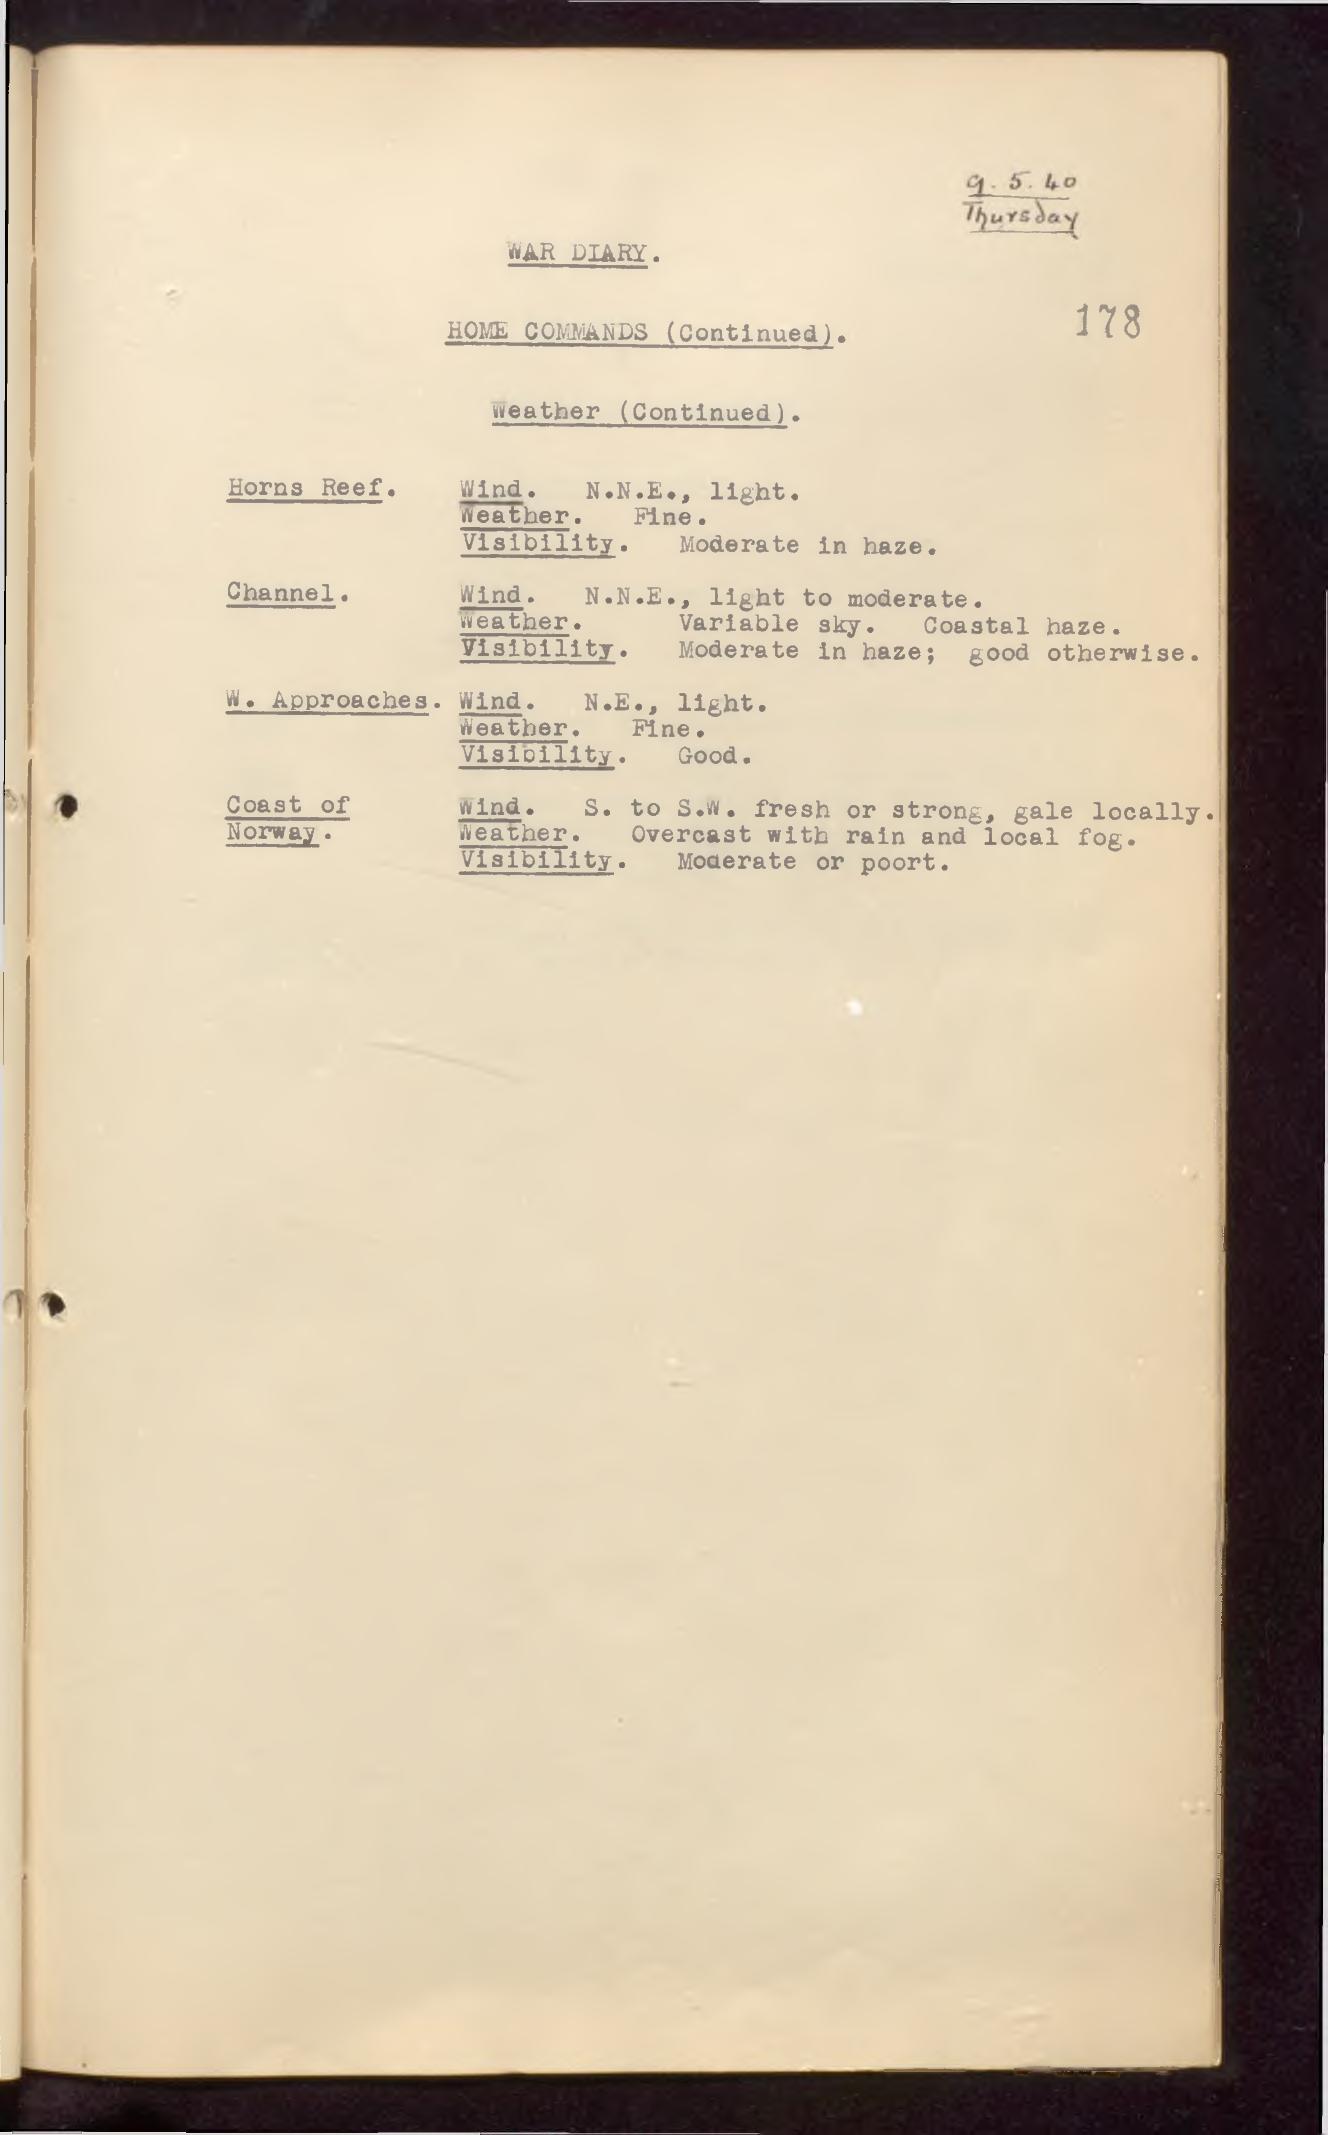 9.5.40
Thursday
WAR DIARY.
178
HOME COMMANDS (Continued).
Weather (Continued).
Horns Reef. Wind. N.N.E., light.
Weather. Fine.
Visibility. Moderate in haze.
Channel. Wind. N.N.E., light to moderate.
Weather. Variable sky. Coastal haze.
Visibility. Moderate in haze; good otherwise.
W. Approaches. Wind. N.E., light.
Weather. Fine.
Visibility. Good.
Coast of Wind. S. to S.W. fresh or strong, gale locally.
Norway. Weather. Overcast with rain and local fog.
Visibility. Moderate or poort.